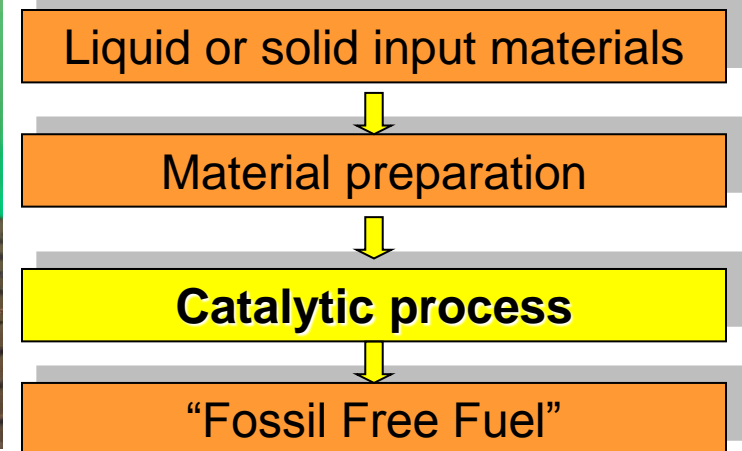 Liquid or solid input materials
Material preparation
Catalytic process
“Fossil Free Fuel”